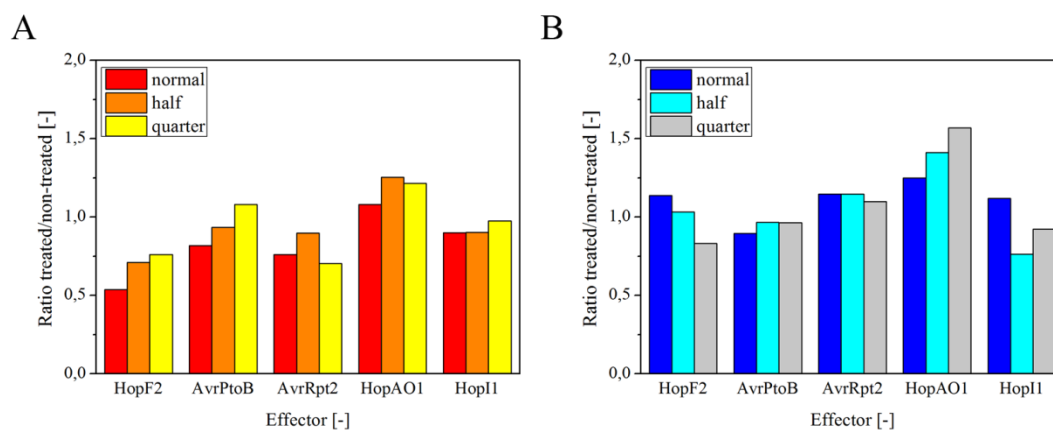 A
Ratio treated/non-treated [-]
2,0
1,5
1,0
0,5
0,0
normal
half
quarter
HopF2
AvrPtoB
AvrRpt2
HopAO1
HopI1
Effector [-]
B
Ratio treated/non-treated [-]
2,0
1,5
1,0
0,5
0,0
normal
half
quarter
HopF2
AvrPtoB
AvrRpt2
HopAO1
HopI1
Effector [-]